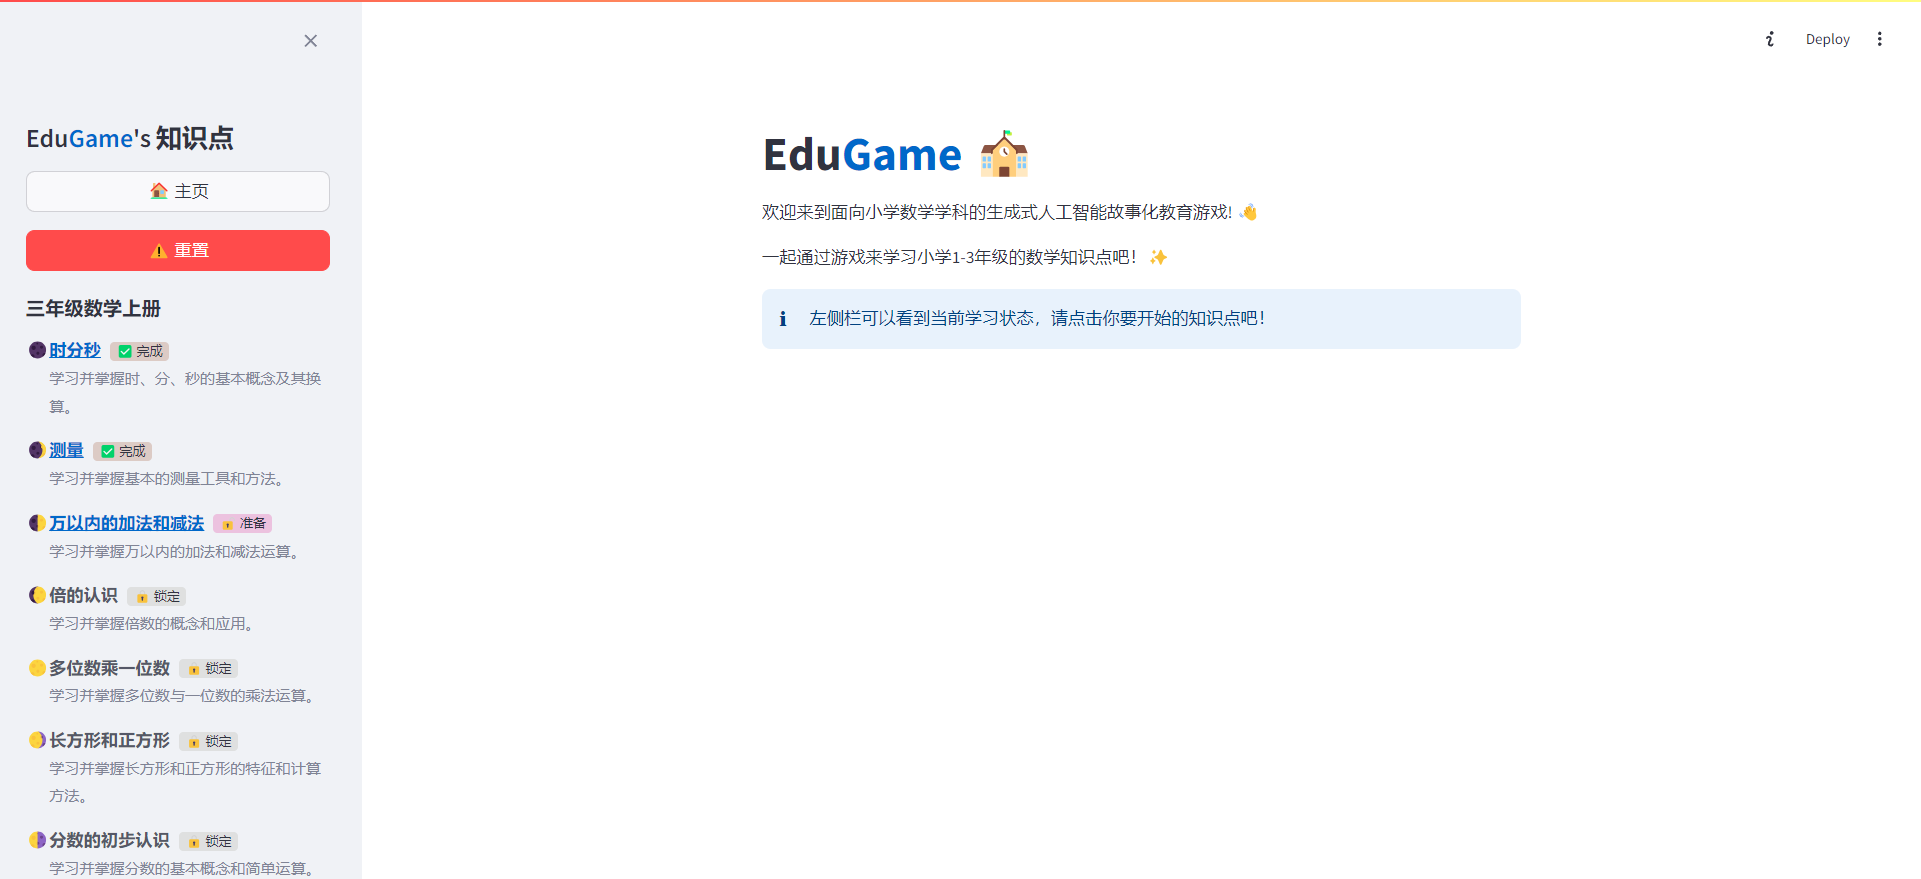 Deploy
EduGame's 知识点
主页
重置
三年级数学上册
时分秒 完成
学习并掌握时、分、秒的基本概念及其换
算。
测量 完成
学习并掌握基本的测量工具和方法。
万以内的加法和减法 准备
学习并掌握万以内的加法和减法运算。
倍的认识 锁定
学习并掌握倍数的概念和应用。
多位数乘一位数 锁定
学习并掌握多位数与一位数的乘法运算。
长方形和正方形 锁定
学习并掌握长方形和正方形的特征和计算
方法。
分数的初步认识 锁定
学习并掌握分数的基本概念和简单运算。
EduGame
欢迎来到面向小学数学学科的生成式人工智能故事化教育游戏!
一起通过游戏来学习小学1-3年级的数学知识点吧！
左侧栏可以看到当前学习状态，请点击你要开始的知识点吧！